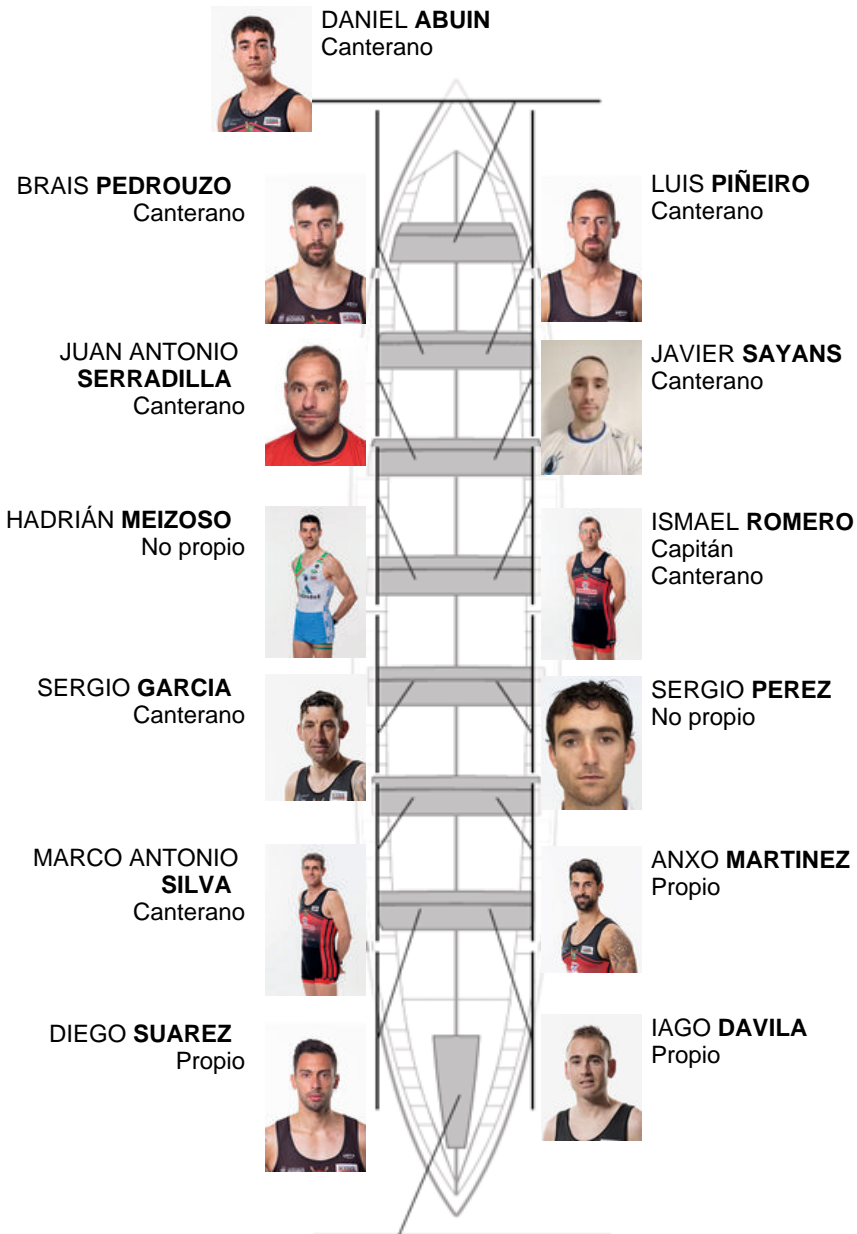 DANIEL ABUIN
Canterano
BRAIS PEDROUZO
Canterano
LUIS PIÑEIRO
Canterano
JUAN ANTONIO
SERRADILLA
Canterano
JAVIER SAYANS
Canterano
HADRIÁN MEIZOSO
No propio
ISMAEL ROMERO
Capitán
Canterano
SERGIO GARCIA
Canterano
SERGIO PEREZ
No propio
MARCO ANTONIO
SILVA
Canterano
ANXO MARTINEZ
Propio
DIEGO SUAREZ
Propio
IAGO DAVILA
Propio